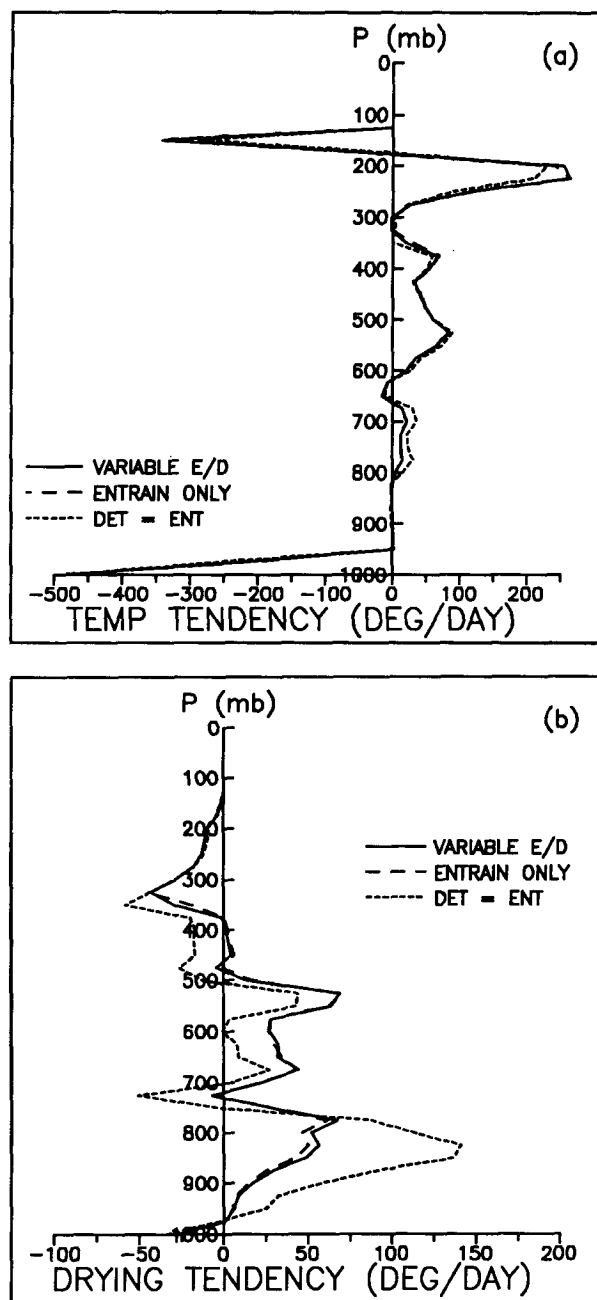 P (mb)
(a)
0
100
200
300
400
500
600
700
800
900
1000
VARIABLE E/D
ENTRAIN ONLY
DET = ENT
−500 −400 −300 −200 −100 0 100 200
TEMP TENDENCY (DEG/DAY)
P (mb)
(b)
0
100
200
300
400
500
600
700
800
900
1000
VARIABLE E/D
ENTRAIN ONLY
DET = ENT
−100 −50 0 50 100 150 200
DRYING TENDENCY (DEG/DAY)